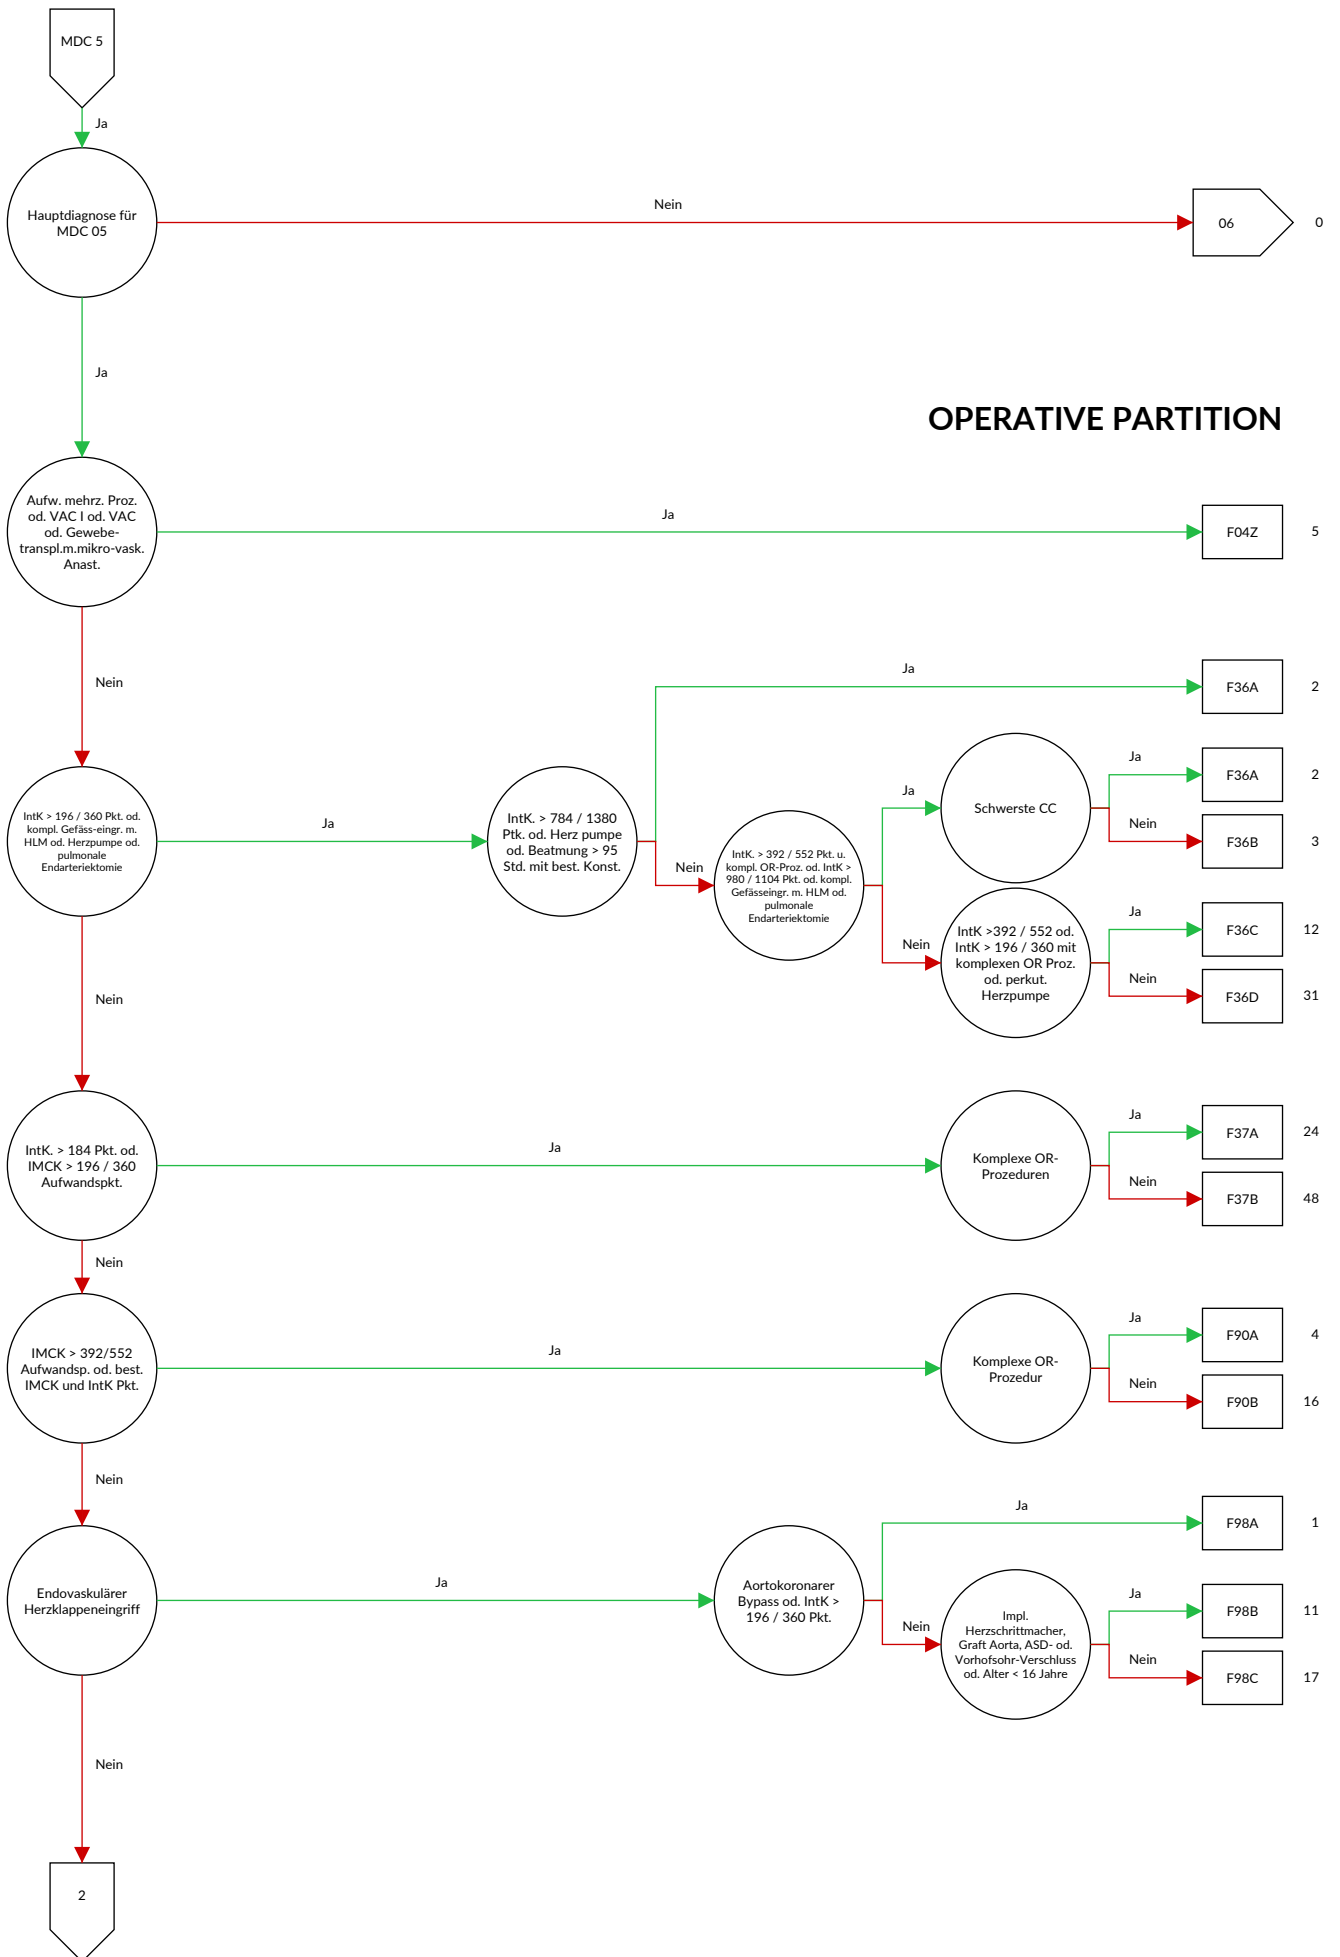 MDC 5
Ja
Hauptdiagnose für
MDC 05
Nein
06
0
Ja
OPERATIVE PARTITION
Aufw. mehrz. Proz.
od. VAC I od. VAC
od. Gewebe-
transpl.m.mikro-vask.
Anast.
Ja
F04Z
5
Nein
Ja
F36A
2
IntK > 196 / 360 Pkt. od.
kompl. Gefäss-eingr. m.
HLM od. Herzpumpe od.
pulmonale
Endarteriektomie
Ja
IntK. > 784 / 1380
Ptk. od. Herz pumpe
od. Beatmung > 95
Std. mit best. Konst.
Nein
IntK. > 392 / 552 Pkt. u.
kompl. OR-Proz. od. IntK >
980 / 1104 Pkt. od. kompl.
Gefässeingr. m. HLM od.
pulmonale
Endarteriektomie
Ja
Schwerste CC
Ja
F36A
2
Nein
F36B
3
Nein
IntK >392 / 552 od.
IntK > 196 / 360 mit
komplexen OR Proz.
od. perkut.
Herzpumpe
Ja
F36C
12
Nein
F36D
31
Nein
IntK. > 184 Pkt. od.
IMCK > 196 / 360
Aufwandspkt.
Ja
Komplexe OR-
Prozeduren
Ja
F37A
24
Nein
F37B
48
Nein
IMCK > 392/552
Aufwandsp. od. best.
IMCK und IntK Pkt.
Ja
Komplexe OR-
Prozedur
Ja
F90A
4
Nein
F90B
16
Nein
Endovaskulärer
Herzklappeneingriff
Ja
Aortokoronarer
Bypass od. IntK >
196 / 360 Pkt.
Ja
F98A
1
Nein
Impl.
Herzschrittmacher,
Graft Aorta, ASD- od.
Vorhofsohr-Verschluss
od. Alter < 16 Jahre
Ja
F98B
11
Nein
F98C
17
Nein
2